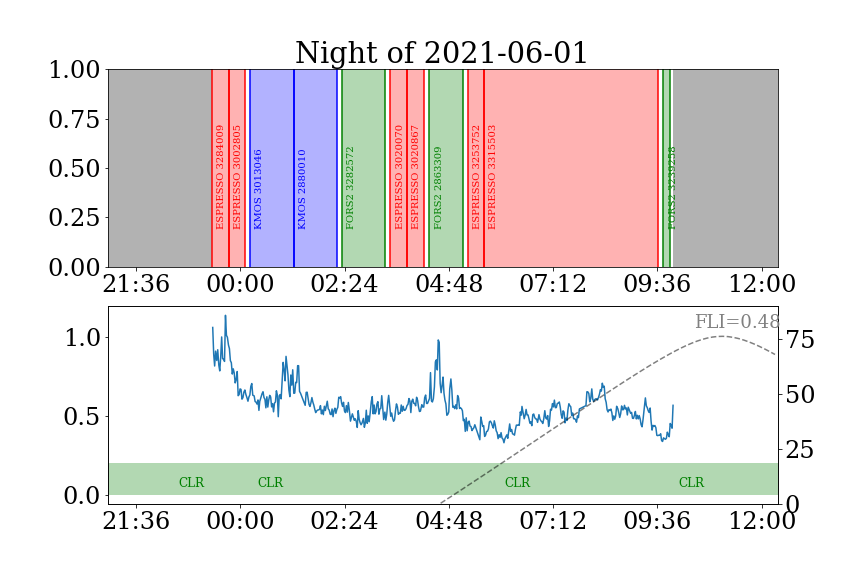 Night of 2021-06-01
1.00
0.75
0.50
0.25
0.00
ESPRESSO 3284009
ESPRESSO 3002805
KMOS 3013046
KMOS 2880010
FORS2 3282572
ESPRESSO 3020070
ESPRESSO 3020867
FORS2 2863309
ESPRESSO 3253752
ESPRESSO 3315503
FORS2 3239258
21:36 00:00 02:24 04:48 07:12 09:36 12:00
FLI=0.48
1.0
0.5
0.0
75
50
25
0
CLR CLR CLR CLR
21:36 00:00 02:24 04:48 07:12 09:36 12:00